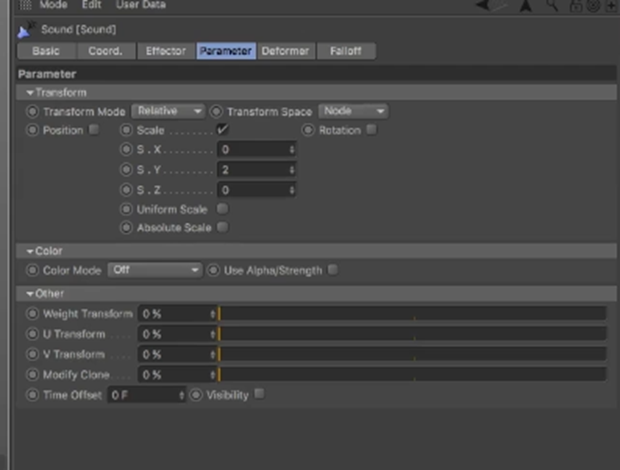 Mode Edit User Data
Sound [Sound]
Basic Coord. Effector Parameter Deformer Falloff
Parameter
Transform
Transform Mode Relative Transform Space Node
Position Scale ........ Rotation
S . X ........ 0
S . Y ........ 2
S . Z ........ 0
Uniform Scale
Absolute Scale
Color
Color Mode Off Use Alpha/Strength
Other
Weight Transform 0 %
U Transform .... 0 %
V Transform .... 0 %
Modify Clone.... 0 %
Time Offset 0 F Visibility